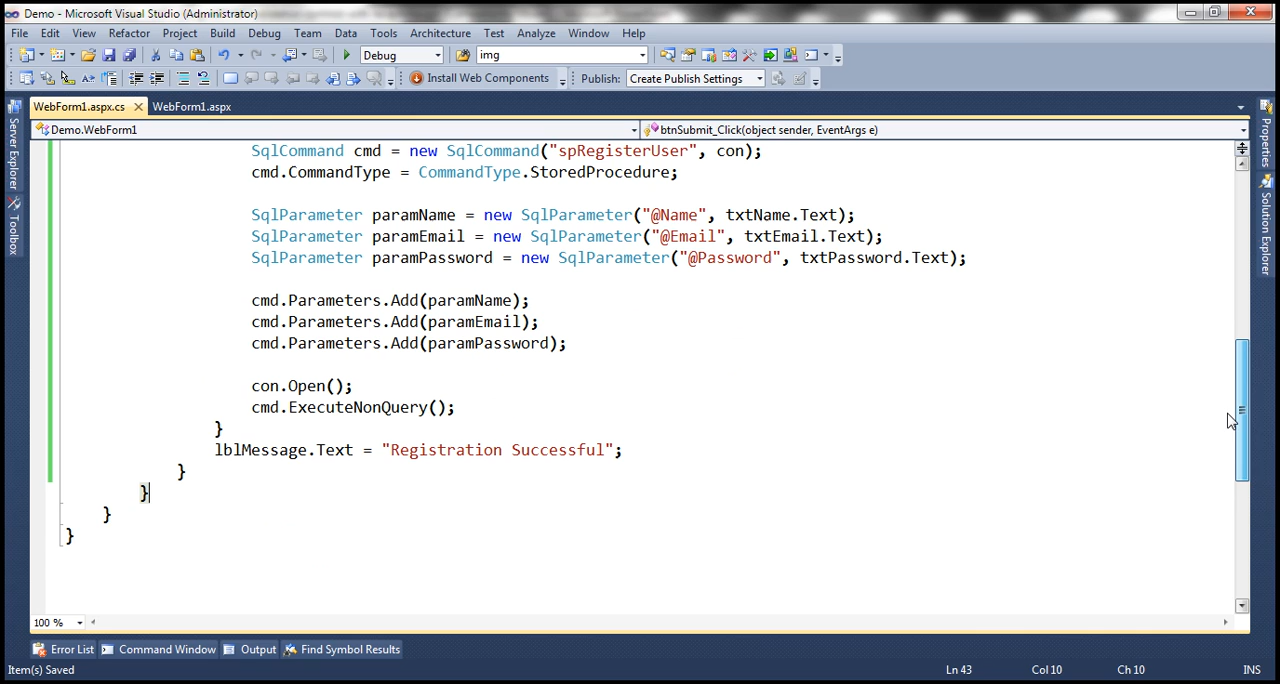 Demo - Microsoft Visual Studio (Administrator)
File Edit View Refactor Project Build Debug Team Data Tools Architecture Test Analyze Window Help
Debug img
Install Web Components Publish: Create Publish Settings
WebForm1.aspx.cs WebForm1.aspx
Demo.WebForm1 btnSubmit_Click(object sender, EventArgs e)
Server Explorer
Toolbox
SqlCommand cmd = new SqlCommand("spRegisterUser", con);
cmd.CommandType = CommandType.StoredProcedure;
SqlParameter paramName = new SqlParameter("@Name", txtName.Text);
SqlParameter paramEmail = new SqlParameter("@Email", txtEmail.Text);
SqlParameter paramPassword = new SqlParameter("@Password", txtPassword.Text);
cmd.Parameters.Add(paramName);
cmd.Parameters.Add(paramEmail);
cmd.Parameters.Add(paramPassword);
con.Open();
cmd.ExecuteNonQuery();
}
lblMessage.Text = "Registration Successful";
}
}
}
}
Properties
Solution Explorer
100 %
Error List Command Window Output Find Symbol Results
Item(s) Saved Ln 43 Col 10 Ch 10 INS